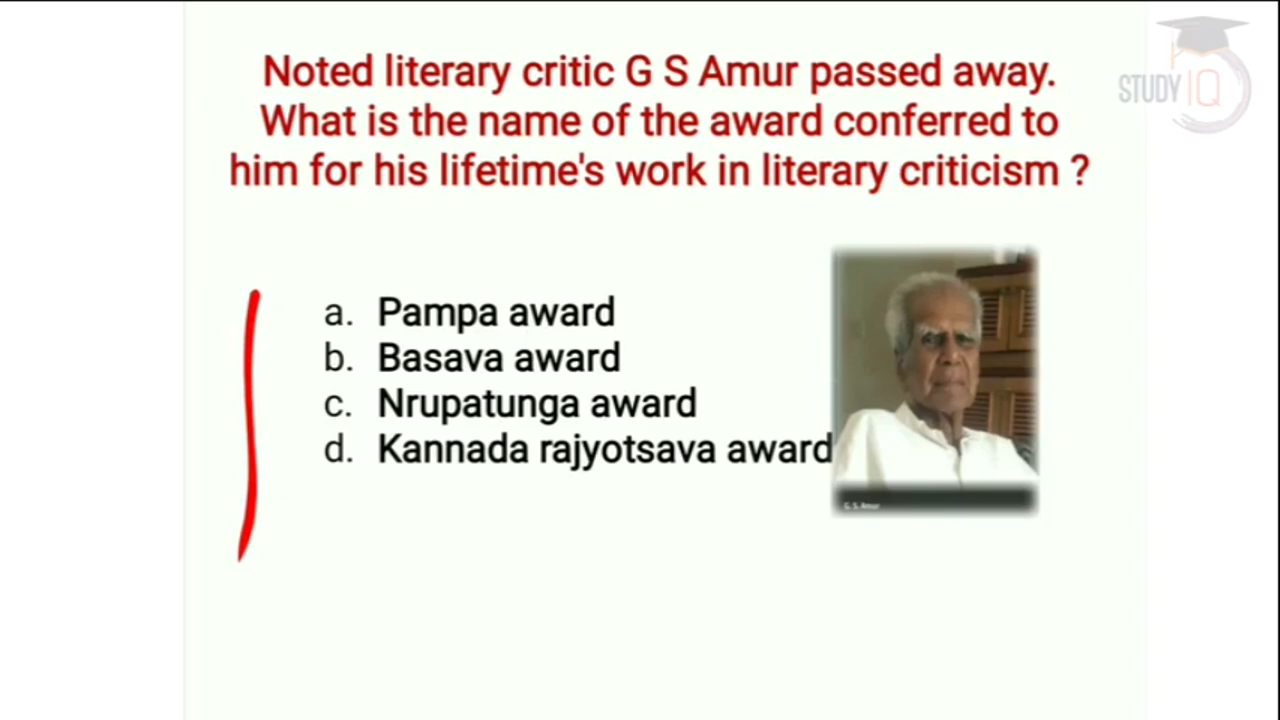 STUDY IQ
Noted literary critic G S Amur passed away.
What is the name of the award conferred to
him for his lifetime's work in literary criticism ?
a. Pampa award
b. Basava award
c. Nrupatunga award
d. Kannada rajyotsava award
G. S. Amur